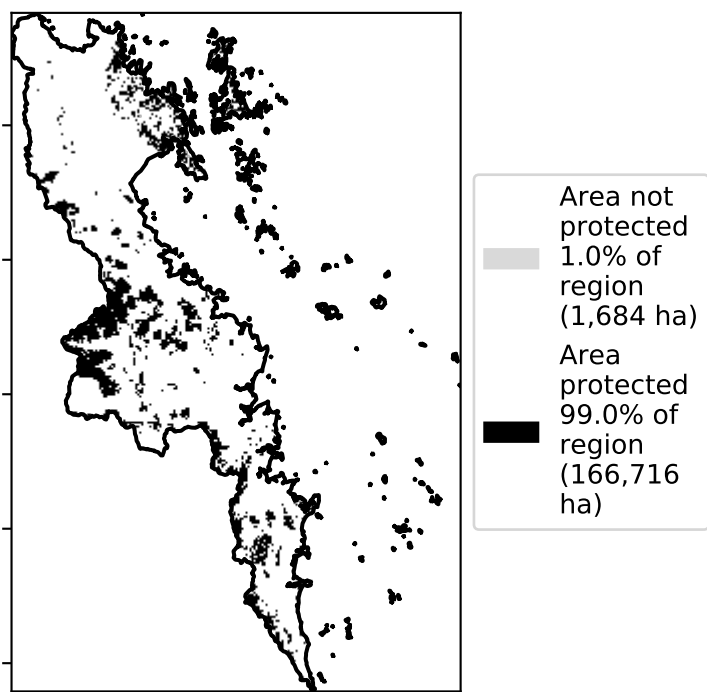 Area not
protected
1.0% of
region
(1,684 ha)
Area
protected
99.0% of
region
(166,716
ha)